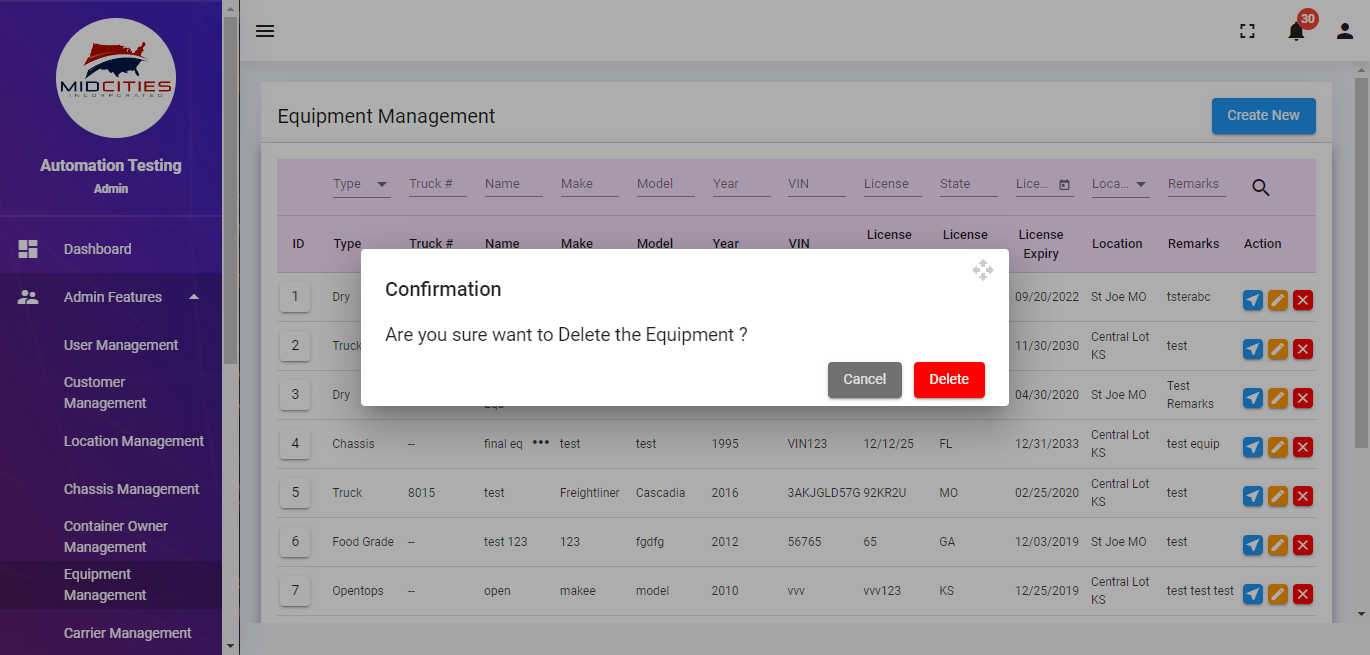 MIDCITIES
INCORPORATED
Automation Testing
Admin
Dashboard
Admin Features
User Management
Customer
Management
Location Management
Chassis Management
Container Owner
Management
Equipment
Management
Carrier Management
30
Equipment Management
Create New
Type Truck # Name Make Model Year VIN License State Lice... Loca... Remarks
ID Type Truck # Name Make Model Year VIN License License License Expiry Location Remarks Action
1 Dry 09/20/2022 St Joe MO tsterabc
2 Truck 11/30/2030 Central Lot KS test
3 Dry 04/30/2020 St Joe MO Test Remarks
Confirmation
Are you sure want to Delete the Equipment ?
Cancel Delete
4 Chassis -- final eq ••• test test 1995 VIN123 12/12/25 FL 12/31/2033 Central Lot KS test equip
5 Truck 8015 test Freightliner Cascadia 2016 3AKJGLD57G 92KR2U MO 02/25/2020 Central Lot KS test
6 Food Grade -- test 123 123 fgdfg 2012 56765 65 GA 12/03/2019 St Joe MO test
7 Opentops -- open makee model 2010 vvv vvv123 KS 12/25/2019 Central Lot KS test test test